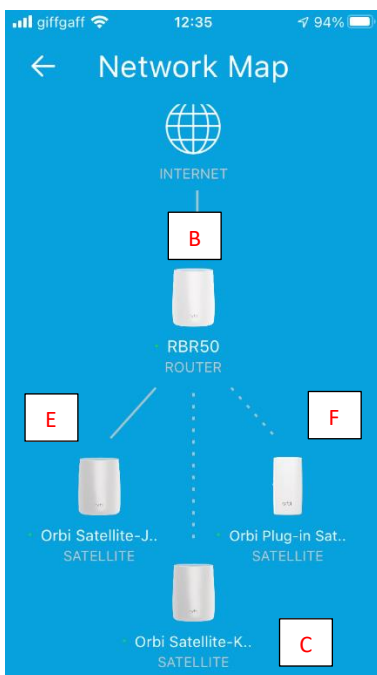 giffgaff 12:35 94%
← Network Map
INTERNET
B
RBR50
ROUTER
E
F
Orbi Satellite-J..
SATELLITE
Orbi Plug-in Sat..
SATELLITE
Orbi Satellite-K..
SATELLITE
C